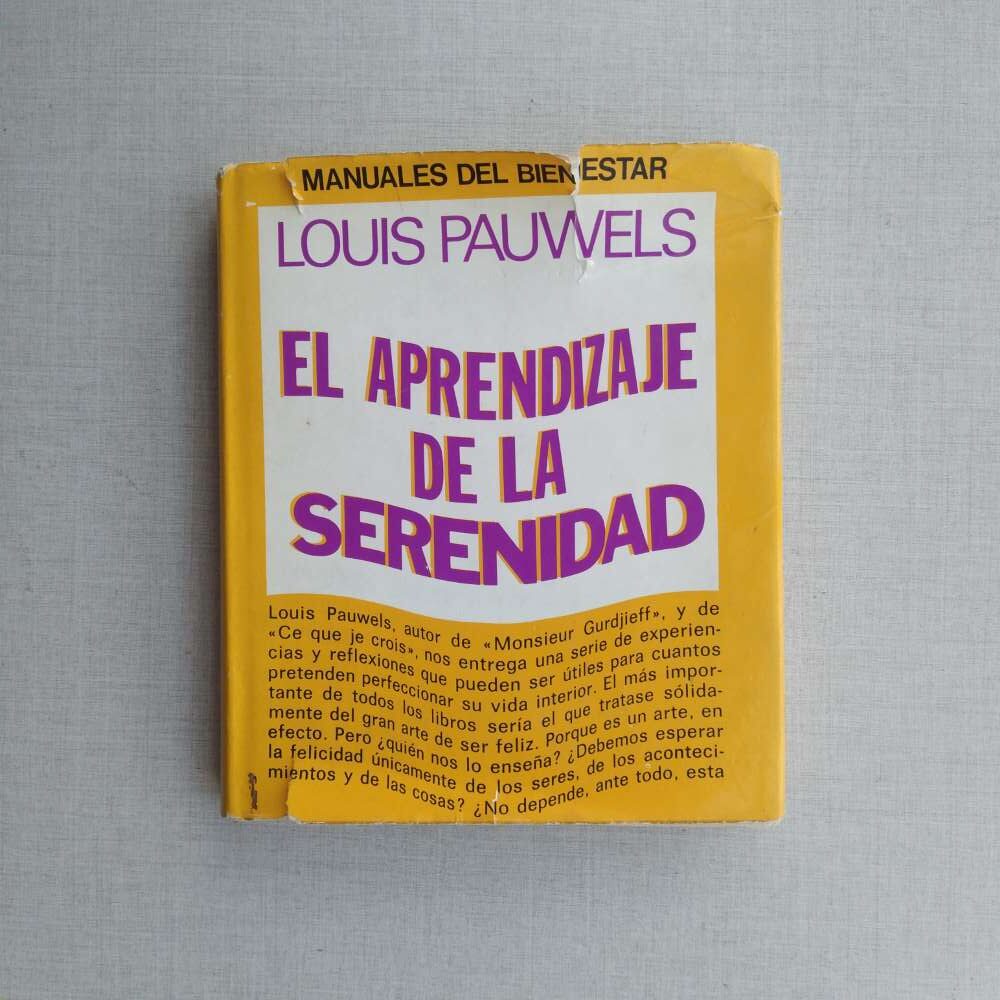 MANUALES DEL BIENESTAR
LOUIS PAUWELS
EL APRENDIZAJE
DE LA
SERENIDAD
Louis Pauwels, autor de «Monsieur Gurdjieff», y de
«Ce que je crois», nos entrega una serie de experien-
cias y reflexiones que pueden ser útiles para cuantos
pretenden perfeccionar su vida interior. El más impor-
tante de todos los libros sería el que tratase sólida-
mente del gran arte de ser feliz. Porque es un arte, en
efecto. Pero ¿quién nos lo enseña? ¿Debemos esperar
la felicidad únicamente de los seres, de los aconteci-
mientos y de las cosas? ¿No depende, ante todo, esta